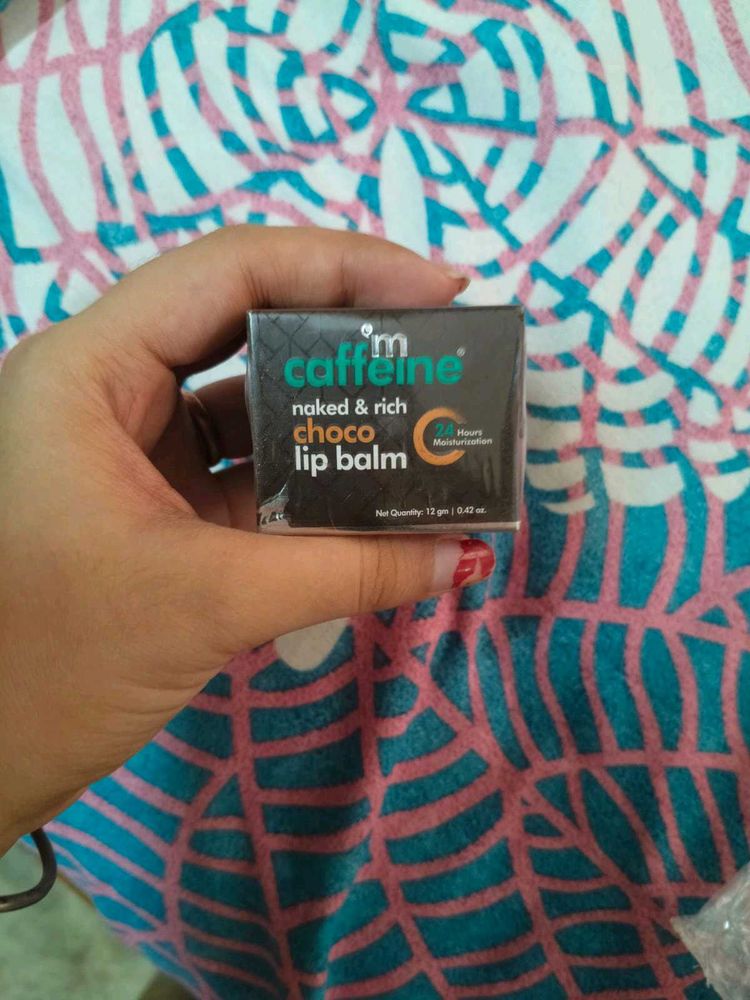 'm
caffeine®
naked & rich
choco
lip balm
24 Hours
Moisturization
Net Quantity: 12 gm | 0.42 oz.